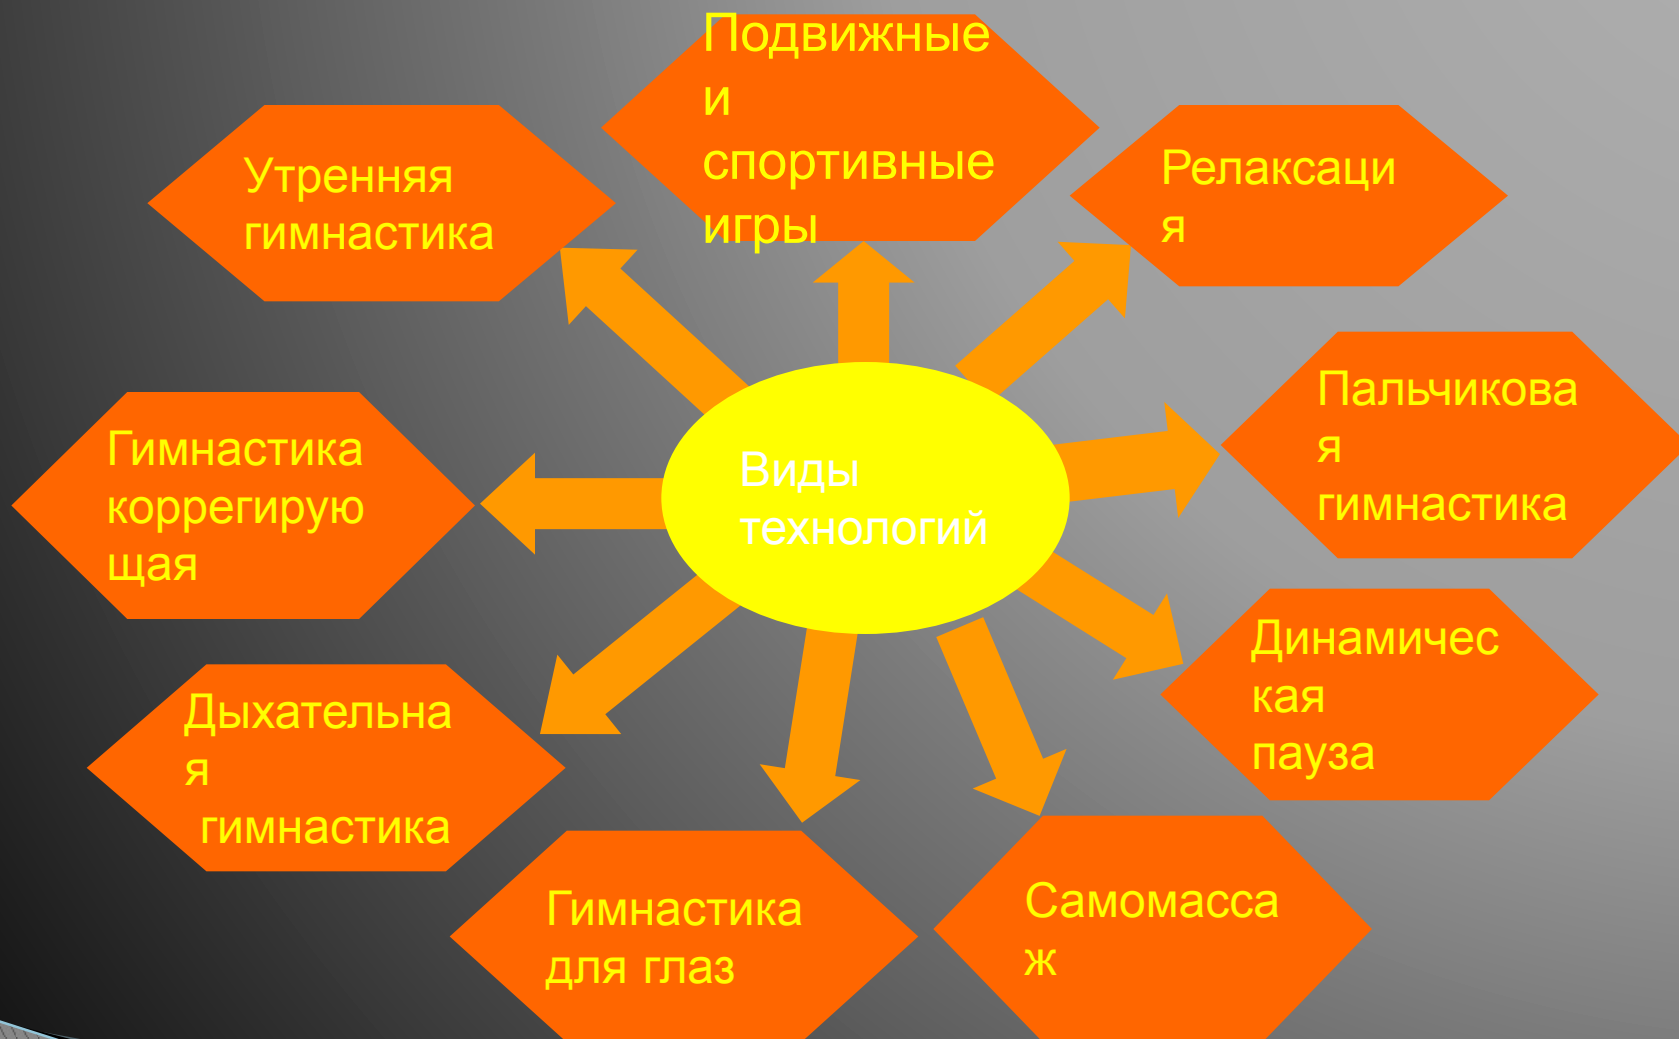 Подвижные
и
спортивные
игры
Утренняя
гимнастика
Релаксаци
я
Пальчикова
я
гимнастика
Гимнастика
коррегирую
щая
Виды
технологий
Динамичес
кая
пауза
Дыхательна
я
гимнастика
Гимнастика
для глаз
Самомасса
ж